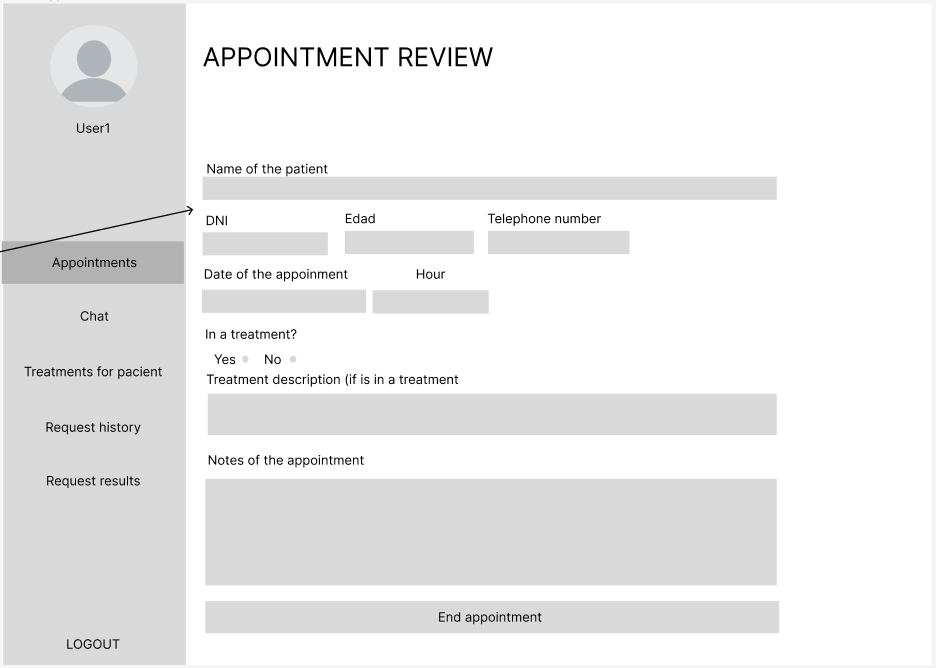 User1
Appointments
Chat
Treatments for pacient
Request history
Request results
LOGOUT
APPOINTMENT REVIEW
Name of the patient
DNI
Edad
Telephone number
Date of the appoinment
Hour
In a treatment?
Yes No
Treatment description (if is in a treatment
Notes of the appointment
End appointment